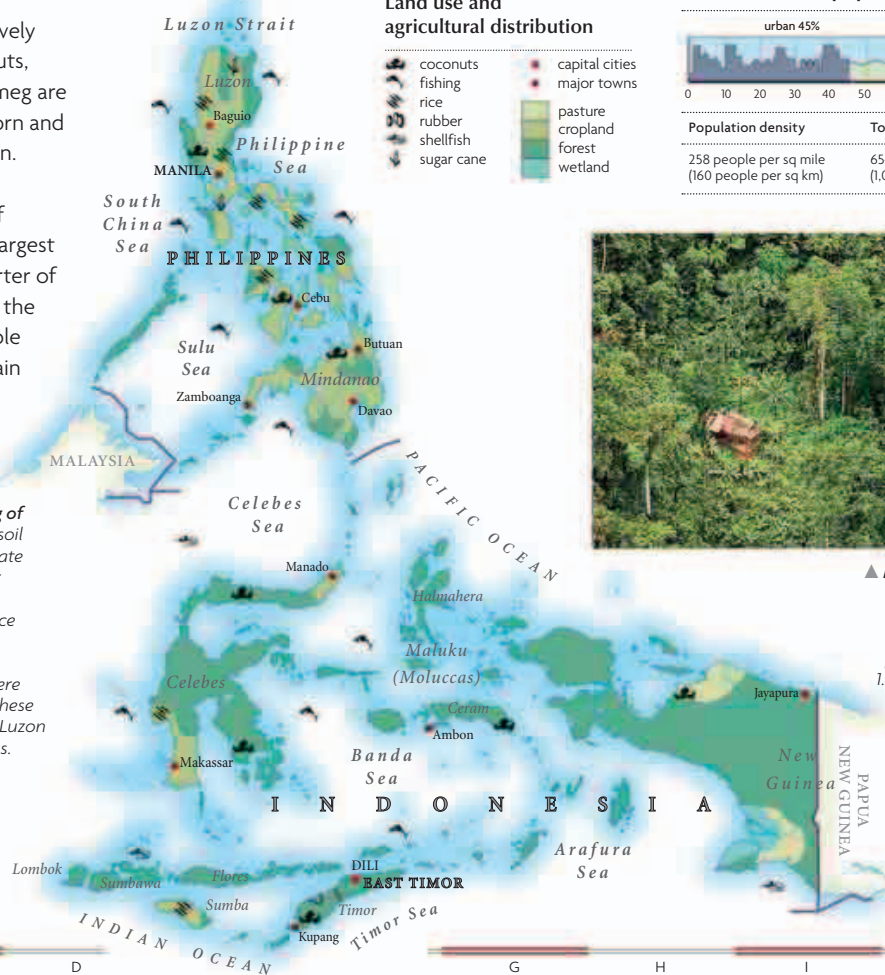 vely
uts,
meg are
orn and
n.
f
argest
rter of
the
ple
ain
g of
soil
ate
ce
ere
hese
Luzon
s.
Land use and
agricultural distribution
coconuts
fishing
rice
rubber
shellfish
sugar cane
capital cities
major towns
pasture
cropland
forest
wetland
urban 45%
0 10 20 30 40 50
Population density
To
258 people per sq mile
(160 people per sq km)
65
(1,0
Luzon Strait
Luzon
Baguio
Philippine
Sea
MANILA
South
China
Sea
PHILIPPINES
Cebu
Sulu
Sea
Butuan
Mindanao
Zamboanga
Davao
MALAYSIA
PACIFIC OCEAN
Celebes
Sea
Manado
Halmahera
Maluku
(Moluccas)
Celebes
Ceram
Ambon
Jayapura
1.
Makassar
Banda
Sea
New
Guinea
PAPUA
NEW GUINEA
INDONESIA
Arafura
Sea
Lombok
Sumbawa
Flores
DILI
EAST TIMOR
Sumba
Timor
Timor Sea
Kupang
INDIAN OCEAN
D
G
H
I